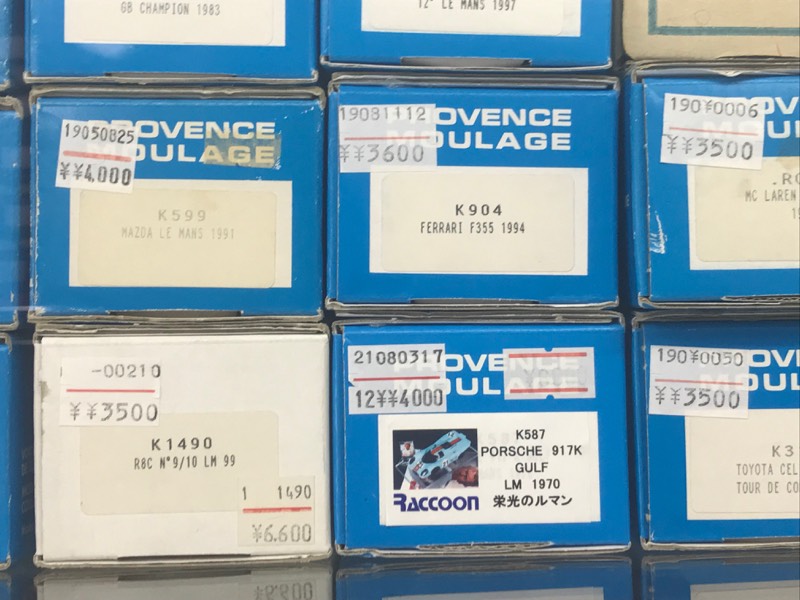 GB CHAMPION 1983
12° LE MANS 1997
19050825
¥¥4,000
PROVENCE
MOULAGE
K599
MAZDA LE MANS 1991
19081112
¥¥3600
PROVENCE
MOULAGE
K904
FERRARI F355 1994
190¥0006
¥¥3500
MC LAREN
-00210
¥¥3500
K1490
R8C N°9/10 LM 99
1 1490
¥6,600
21080317
12¥¥4000
PROVENCE
MOULAGE
K587
PORSCHE 917K
GULF
LM 1970
栄光のルマン
RACCOON
190¥0050
¥¥3500
K3
TOYOTA CEL
TOUR DE CO